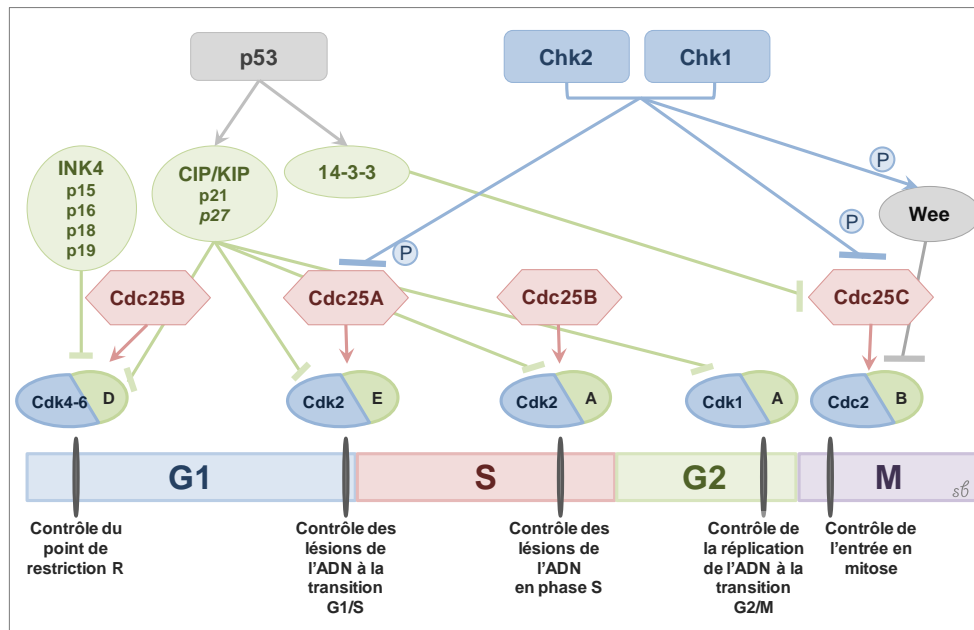 p53
Chk2
Chk1
INK4
p15
p16
p18
p19
CIP/KIP
p21
p27
14-3-3
P
Wee
P
P
Cdc25B
Cdc25A
Cdc25B
Cdc25C
Cdk4-6
D
Cdk2
E
Cdk2
A
Cdk1
A
Cdc2
B
G1
S
G2
M
sb
Contrôle du
point de
restriction R
Contrôle des
lésions de
l'ADN à la
transition
G1/S
Contrôle des
lésions de
l'ADN
en phase S
Contrôle de
la réplication
de l'ADN à la
transition
G2/M
Contrôle de
l'entrée en
mitose